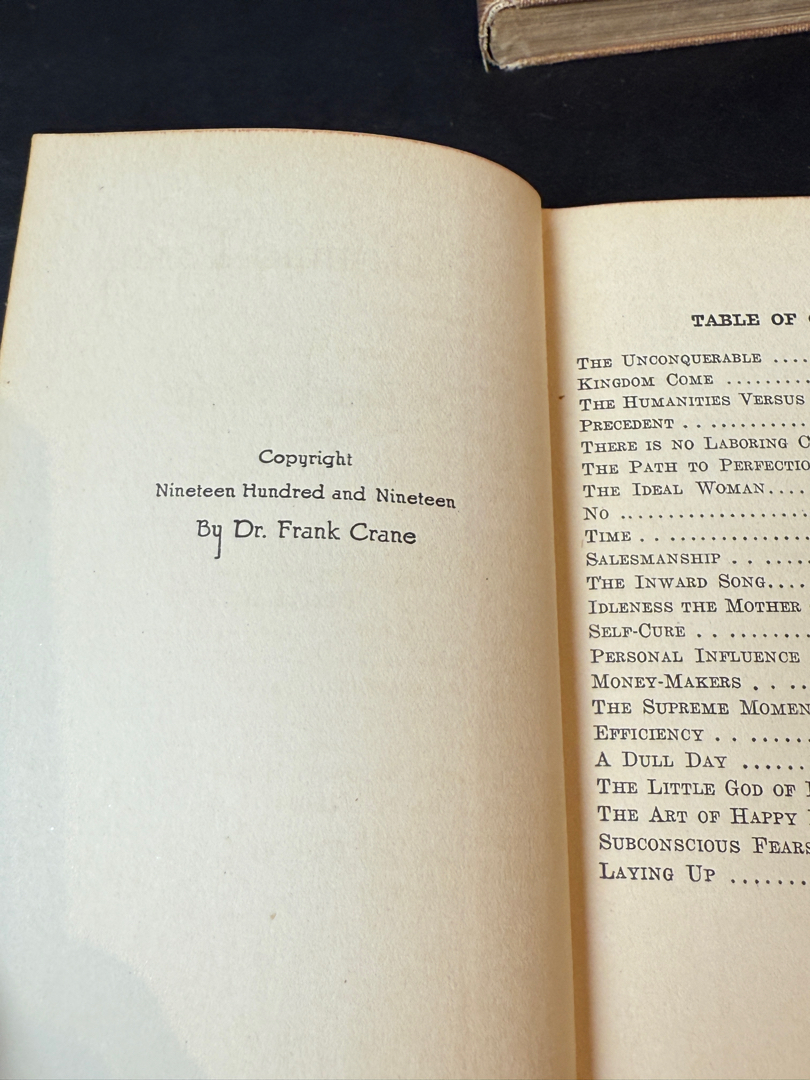 Copyright
Nineteen Hundred and Nineteen
By Dr. Frank Crane
TABLE OF
The Unconquerable ....
Kingdom Come .........
The Humanities Versus
Precedent ............
There is no Laboring
The Path to
The Ideal Woman....
No ...................
Time ................
Salesmanship .......
The Inward Song....
Idleness the Mother
Self-Cure ..........
Personal Influence
Money-Makers ....
The Supreme
Efficiency ........
A Dull Day ......
The Little God of
The Art of Happy
Subconscious Fears
Laying Up .......